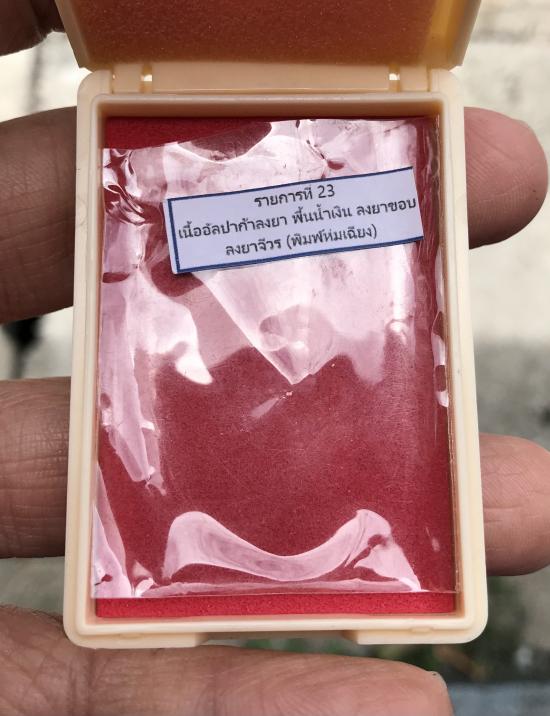 รายการที่ 23
เนื้ออัลปาก้าลงยา พื้นน้ำเงิน ลงยาขอบ
ลงยาจีวร (พิมพ์ห่มเฉียง)